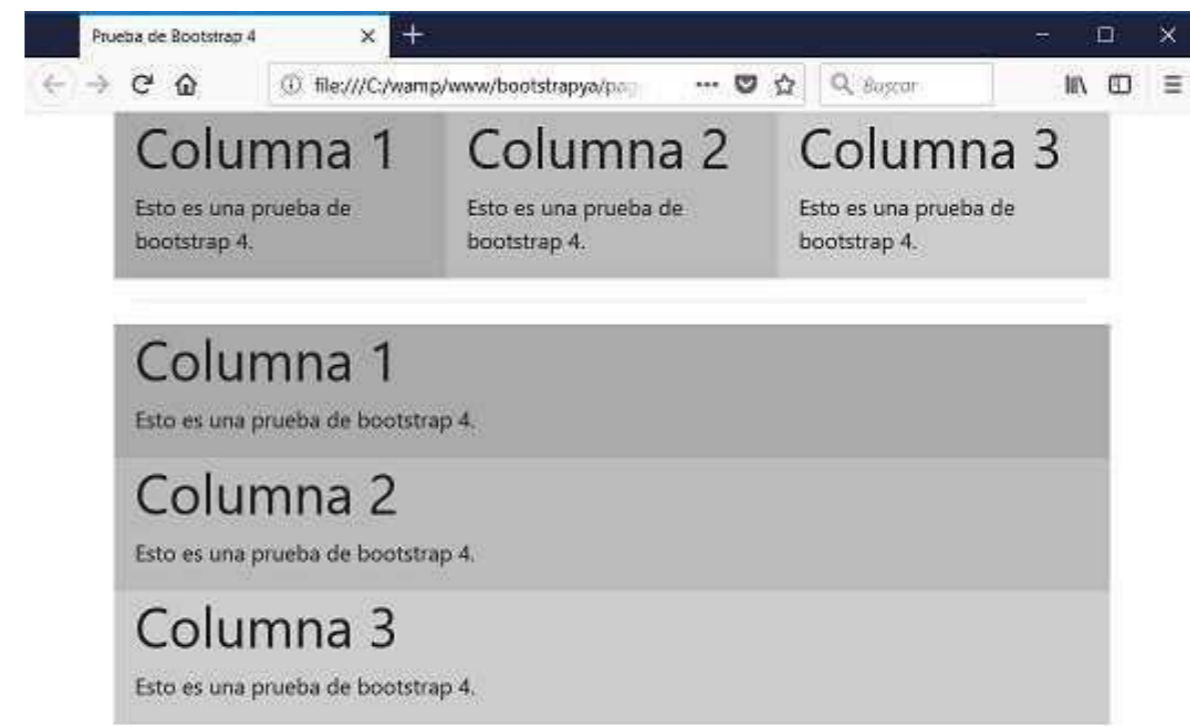 Prueba de Bootstrap 4
file:///C:/wamp/www/bootstrapya/pag
Buscar
Columna 1
Esto es una prueba de
bootstrap 4.
Columna 2
Esto es una prueba de
bootstrap 4.
Columna 3
Esto es una prueba de
bootstrap 4.
Columna 1
Esto es una prueba de bootstrap 4.
Columna 2
Esto es una prueba de bootstrap 4.
Columna 3
Esto es una prueba de bootstrap 4.